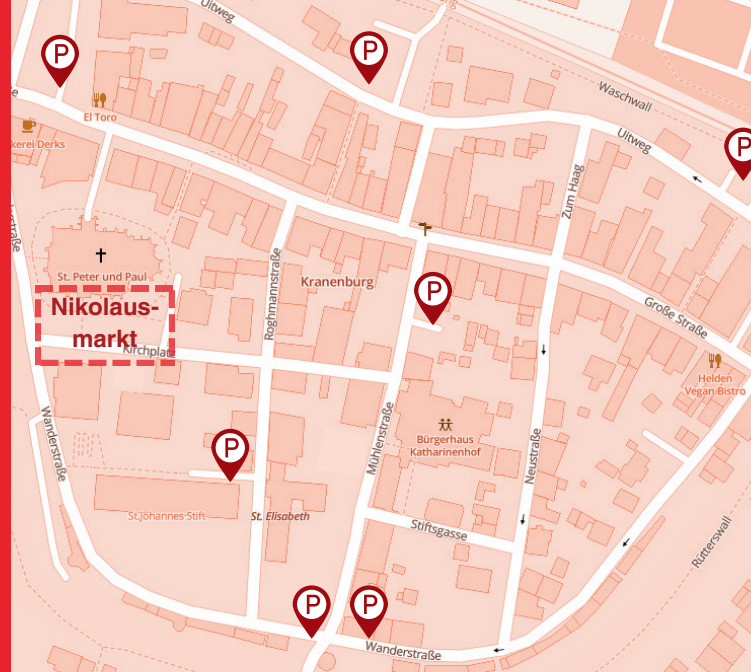 Uitweg
P
P
Waschwall
El Toro
kerei Derks
Uitweg
P
Zum Haag
St. Peter und Paul
Roghmannstraße
Kranenburg
P
Nikolaus-
markt
Große Straße
Kirchplatz
Helden
Vegan Bistro
Wanderstraße
Mühlenstraße
Bürgerhaus
Katharinenhof
Neustraße
P
St. Johannes-Stift
St. Elisabeth
Stiftsgasse
Rütterswall
P
P
Wanderstraße